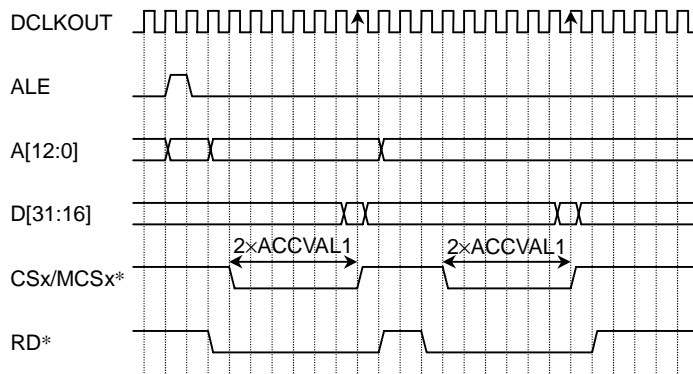 DCLKOUT
ALE
A[12:0]
D[31:16]
2×ACCVAL1 2×ACCVAL1
CSx/MCSx*
RD*